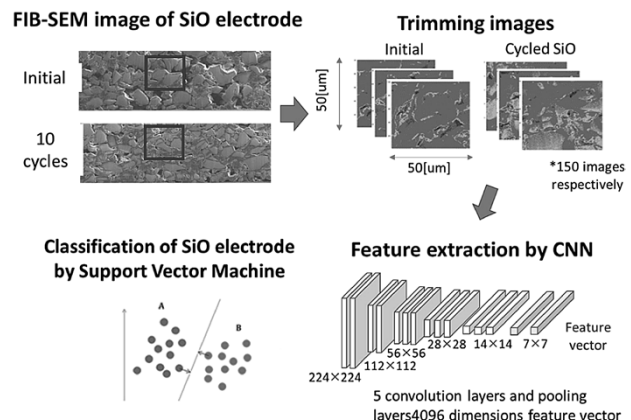 FIB-SEM image of SiO electrode
Initial
10
cycles
Trimming images
Initial
Cycled SiO
50[um]
50[um]
*150 images
respectively
Classification of SiO electrode
by Support Vector Machine
A
B
Feature extraction by CNN
224×224
112×112
56×56
28×28
14×14
7×7
Feature
vector
5 convolution layers and pooling
layers4096 dimensions feature vector